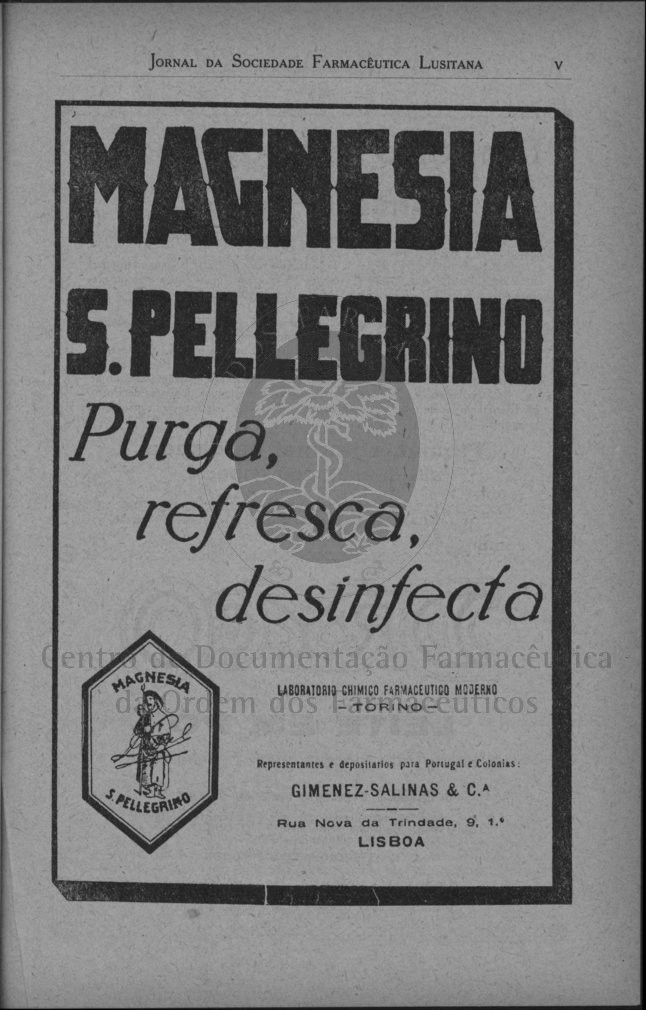 Jornal da Sociedade Farmacêutica Lusitana V
MAGNESIA
S. PELLEGRINO
Purga,
refresca,
desinfecta
Centro de Documentação Farmacêutica
da Ordem dos Farmacêuticos
MAGNESIA
S. PELLEGRINO
LABORATORIO CHIMICO FARMACEUTICO MODERNO
– TORINO –
Representantes e depositarios para Portugal e Colonias:
GIMENEZ-SALINAS & C.ᴬ
Rua Nova da Trindade, 9, 1.º
LISBOA